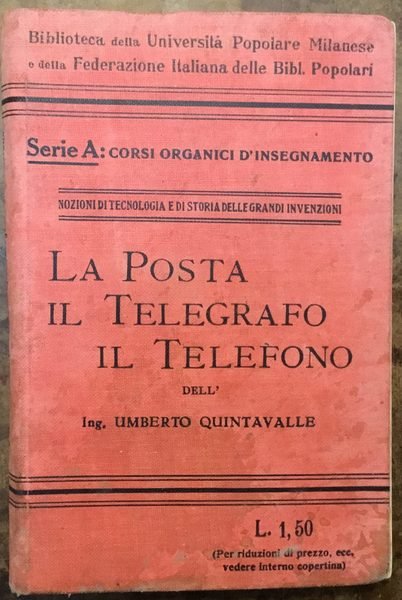 Biblioteca della Università Popolare Milanese
e della Federazione Italiana delle Bibl. Popolari
Serie A: CORSI ORGANICI D'INSEGNAMENTO
NOZIONI DI TECNOLOGIA E DI STORIA DELLE GRANDI INVENZIONI
LA POSTA
IL TELEGRAFO
IL TELEFONO
DELL'
Ing. UMBERTO QUINTAVALLE
L. 1,50
(Per riduzioni di prezzo, ecc.
vedere interno copertina)